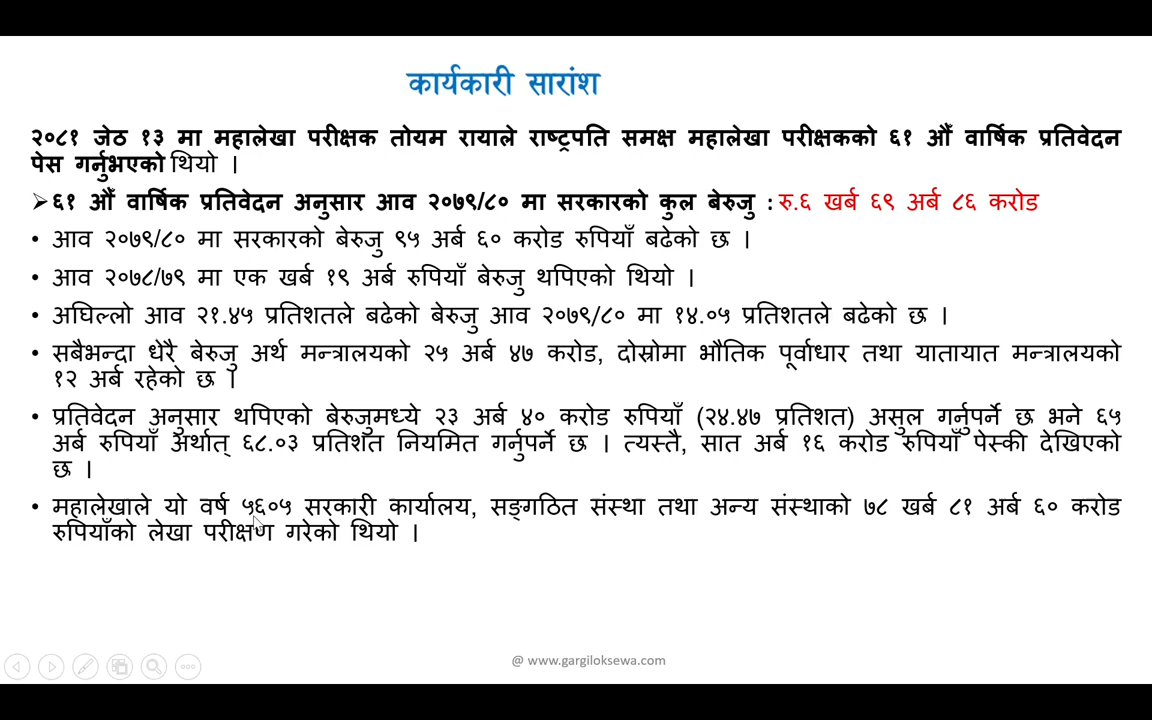 कार्यकारी सारांश
२०८१ जेठ १३ मा महालेखा परीक्षक तोयम रायाले राष्ट्रपति समक्ष महालेखा परीक्षकको ६१ औँ वार्षिक प्रतिवेदन
पेस गर्नुभएको थियो ।
➢६१ औँ वार्षिक प्रतिवेदन अनुसार आव २०७९/८० मा सरकारको कुल बेरुजु : रु.६ खर्ब ६९ अर्ब ८६ करोड
• आव २०७९/८० मा सरकारको बेरुजु ९५ अर्ब ६० करोड रुपियाँ बढेको छ ।
• आव २०७८/७९ मा एक खर्ब १९ अर्ब रुपियाँ बेरुजु थपिएको थियो ।
• अघिल्लो आव २१.४५ प्रतिशतले बढेको बेरुजु आव २०७९/८० मा १४.०५ प्रतिशतले बढेको छ ।
• सबैभन्दा धेरै बेरुजु अर्थ मन्त्रालयको २५ अर्ब ४७ करोड, दोस्रोमा भौतिक पूर्वाधार तथा यातायात मन्त्रालयको
१२ अर्ब रहेको छ ।
• प्रतिवेदन अनुसार थपिएको बेरुजुमध्ये २३ अर्ब ४० करोड रुपियाँ (२४.४७ प्रतिशत) असुल गर्नुपर्ने छ भने ६५
अर्ब रुपियाँ अर्थात् ६८.०३ प्रतिशत नियमित गर्नुपर्ने छ । त्यस्तै, सात अर्ब १६ करोड रुपियाँ पेस्की देखिएको
छ ।
• महालेखाले यो वर्ष ५६०५ सरकारी कार्यालय, सङ्गठित संस्था तथा अन्य संस्थाको ७८ खर्ब ८१ अर्ब ६० करोड
रुपियाँको लेखा परीक्षण गरेको थियो ।
@ www.gargiloksewa.com